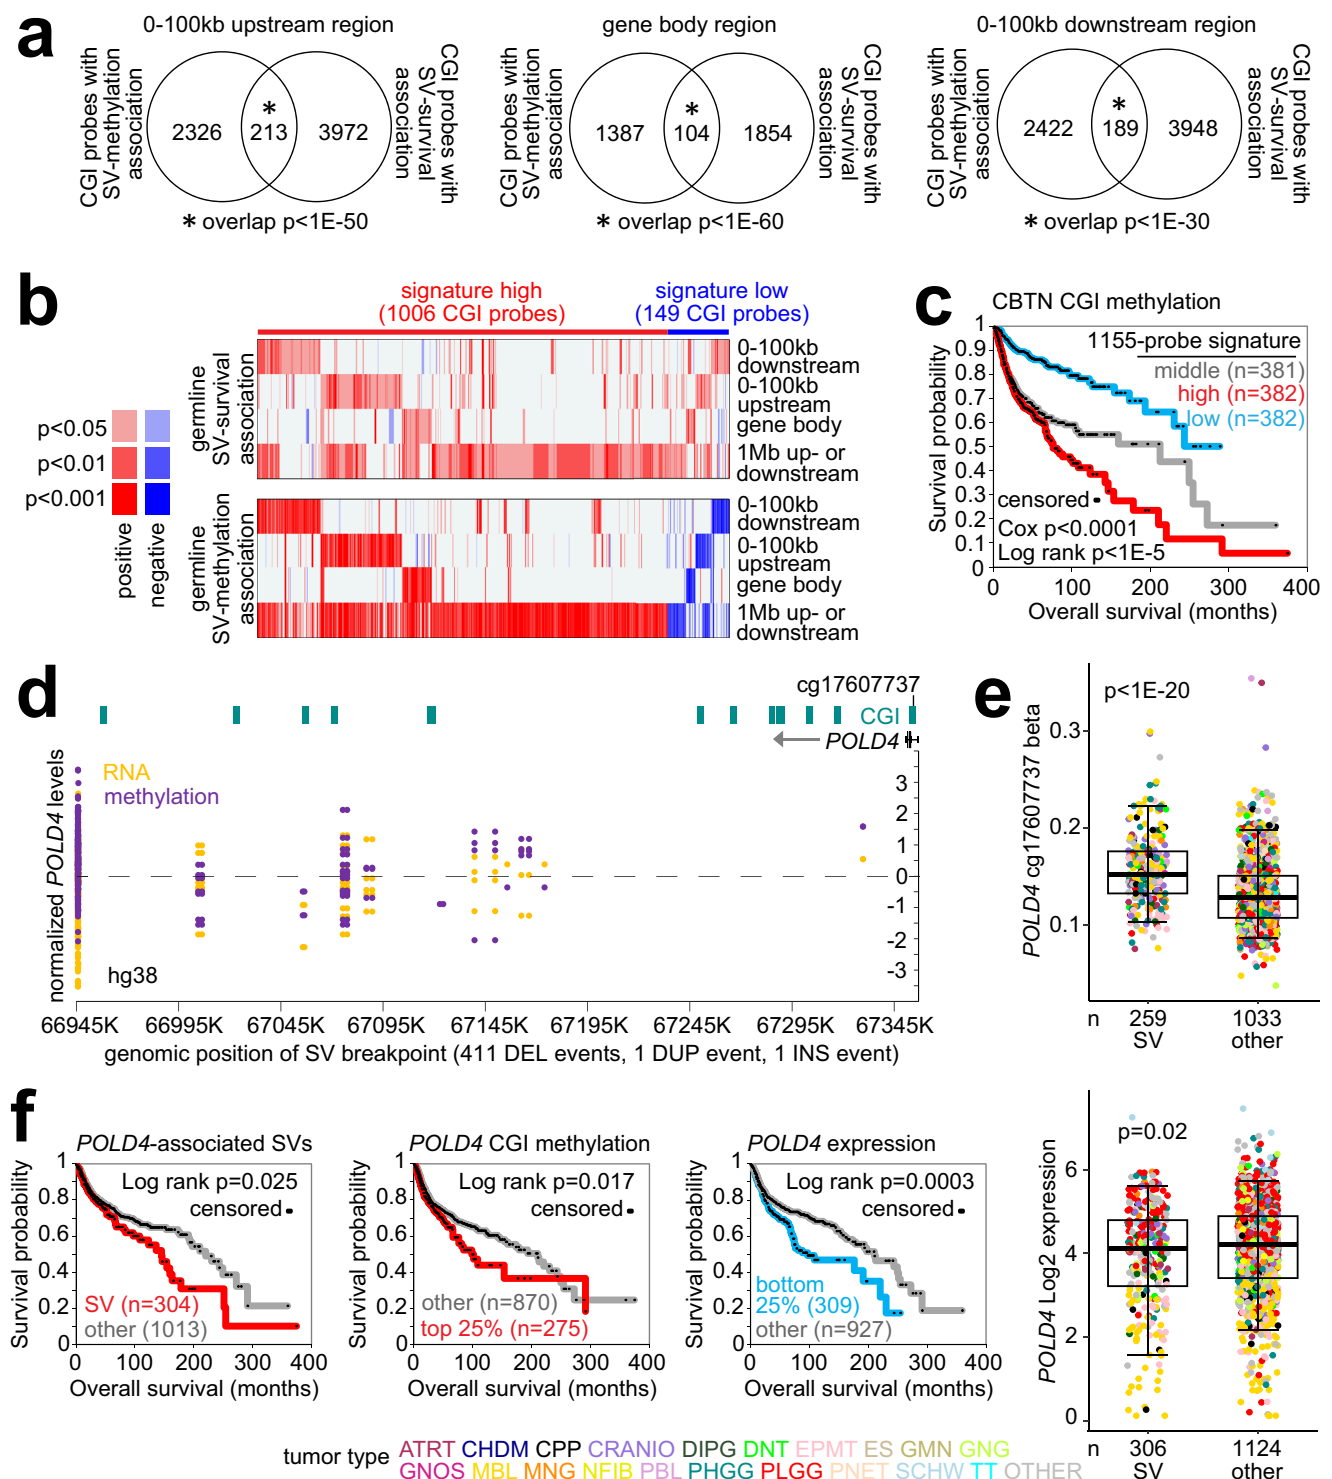 a
0-100kb upstream region
CGI probes with
SV-methylation
association
2326
213
*
3972
CGI probes with
SV-survival
association
* overlap p<1E-50
gene body region
1387
104
*
1854
CGI probes with
SV-methylation
association
CGI probes with
SV-survival
association
* overlap p<1E-60
0-100kb downstream region
2422
189
*
3948
CGI probes with
SV-methylation
association
CGI probes with
SV-survival
association
* overlap p<1E-30
b
signature high
(1006 CGI probes)
signature low
(149 CGI probes)
germline
SV-survival
association
0-100kb
downstream
0-100kb
upstream
gene body
1Mb up- or
downstream
germline
SV-methylation
association
0-100kb
downstream
0-100kb
upstream
gene body
1Mb up- or
downstream
p<0.05
p<0.01
p<0.001
positive
negative
c
CBTN CGI methylation
1155-probe signature
middle (n=381)
high (n=382)
low (n=382)
censored
Cox p<0.0001
Log rank p<1E-5
Survival probability
1
0.9
0.8
0.7
0.6
0.5
0.4
0.3
0.2
0.1
0
0 100 200 300 400
Overall survival (months)
d
cg17607737
CGI
POLD4
RNA
methylation
normalized POLD4 levels
3
2
1
0
-1
-2
-3
hg38
66945K 66995K 67045K 67095K 67145K 67195K 67245K 67295K 67345K
genomic position of SV breakpoint (411 DEL events, 1 DUP event, 1 INS event)
e
p<1E-20
POLD4 cg17607737 beta
0.3
0.2
0.1
n 259 1033
SV other
p=0.02
POLD4 Log2 expression
6
4
2
0
n 306 1124
SV other
f
POLD4-associated SVs
Log rank p=0.025
censored
SV (n=304)
other (1013)
Survival probability
1
0.8
0.6
0.4
0.2
0
0 100 200 300 400
Overall survival (months)
POLD4 CGI methylation
Log rank p=0.017
censored
other (n=870)
top 25% (n=275)
Survival probability
1
0.8
0.6
0.4
0.2
0
0 100 200 300 400
Overall survival (months)
POLD4 expression
Log rank p=0.0003
censored
bottom
25% (309)
other (n=927)
Survival probability
1
0.8
0.6
0.4
0.2
0
0 100 200 300 400
Overall survival (months)
tumor type ATRT CHDM CPP CRANIO DIPG DNT EPMT ES GMN GNG
GNOS MBL MNG NFIB PBL PHGG PLGG PNET SCHW TT OTHER